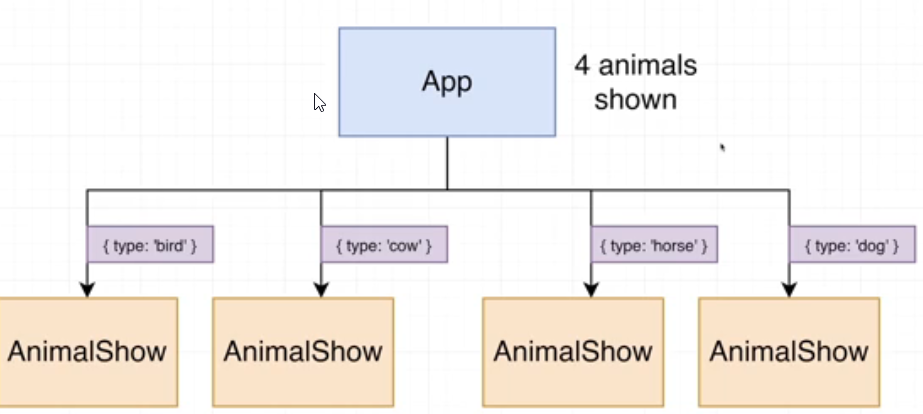 App
4 animals
shown
{ type: 'bird' }
{ type: 'cow' }
{ type: 'horse' }
{ type: 'dog' }
AnimalShow
AnimalShow
AnimalShow
AnimalShow